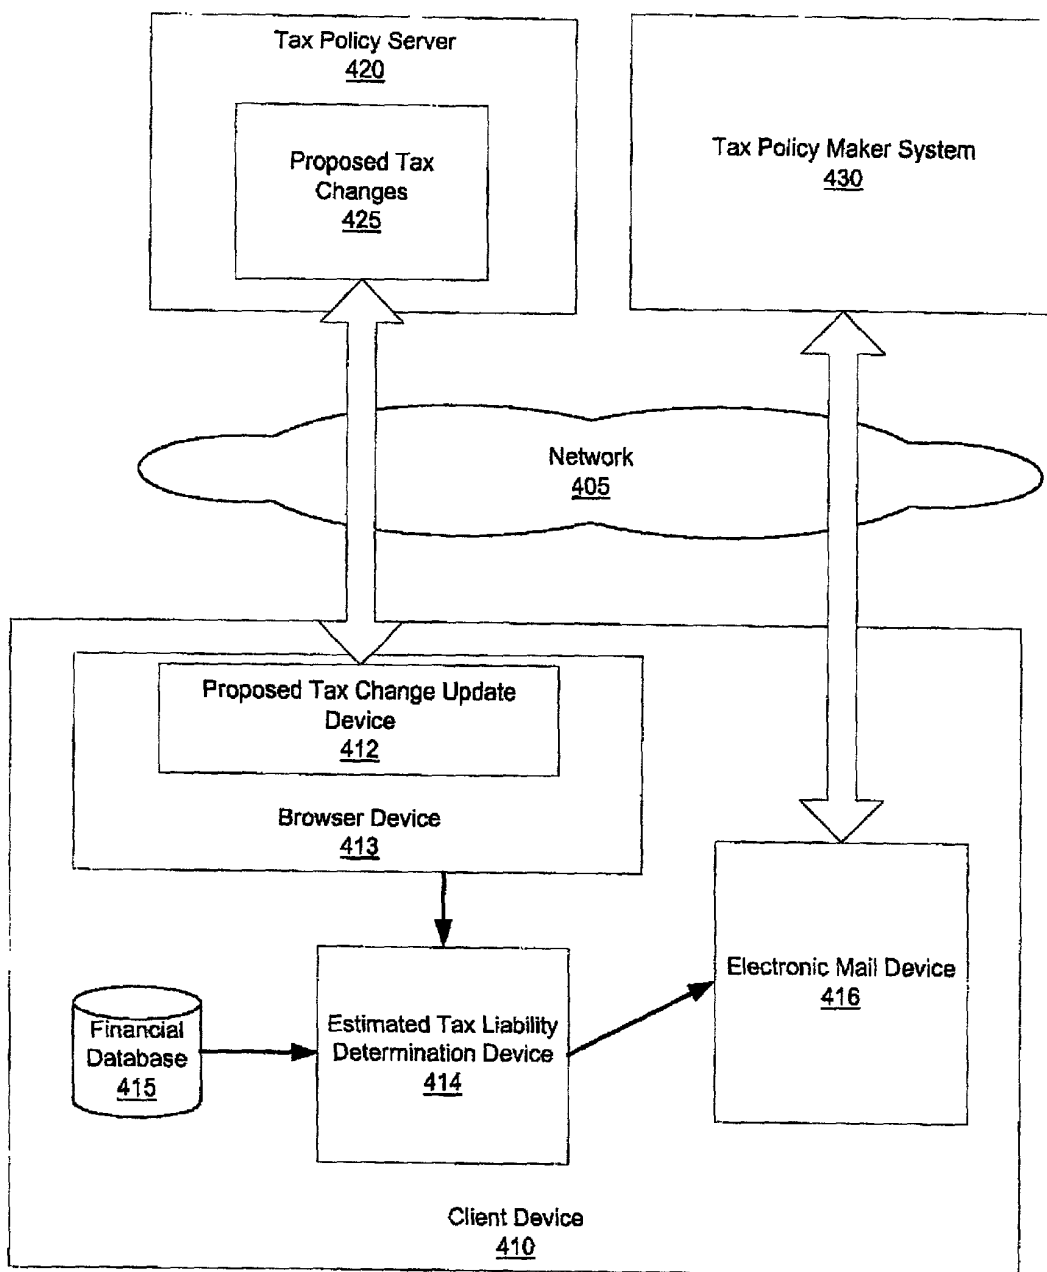 Tax Policy Server
420
Proposed Tax
Changes
425
Tax Policy Maker System
430
Network
405
Proposed Tax Change Update
Device
412
Browser Device
413
Electronic Mail Device
416
Financial
Database
415
Estimated Tax Liability
Determination Device
414
Client Device
410